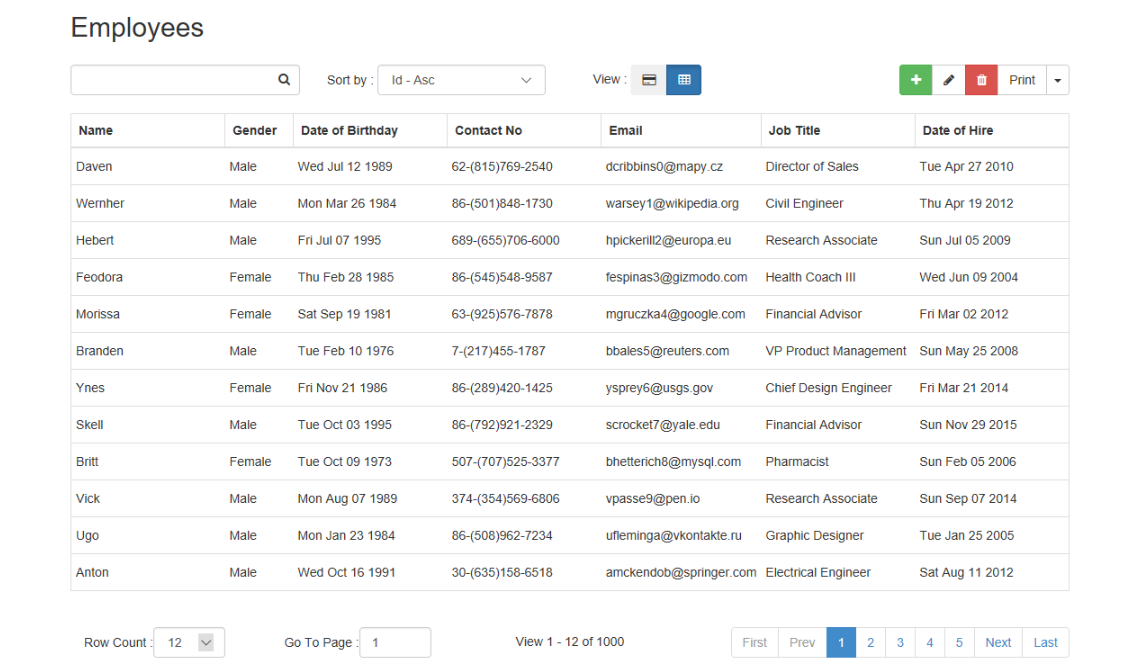 Employees
Sort by : Id - Asc View : Print
Name Gender Date of Birthday Contact No Email Job Title Date of Hire
Daven Male Wed Jul 12 1989 62-(815)769-2540 dcribbins0@mapy.cz Director of Sales Tue Apr 27 2010
Wernher Male Mon Mar 26 1984 86-(501)848-1730 warsey1@wikipedia.org Civil Engineer Thu Apr 19 2012
Hebert Male Fri Jul 07 1995 689-(655)706-6000 hpickerill2@europa.eu Research Associate Sun Jul 05 2009
Feodora Female Thu Feb 28 1985 86-(545)548-9587 fespinas3@gizmodo.com Health Coach III Wed Jun 09 2004
Morissa Female Sat Sep 19 1981 63-(925)576-7878 mgruczka4@google.com Financial Advisor Fri Mar 02 2012
Branden Male Tue Feb 10 1976 7-(217)455-1787 bbales5@reuters.com VP Product Management Sun May 25 2008
Ynes Female Fri Nov 21 1986 86-(289)420-1425 ysprey6@usgs.gov Chief Design Engineer Fri Mar 21 2014
Skell Male Tue Oct 03 1995 86-(792)921-2329 scrocket7@yale.edu Financial Advisor Sun Nov 29 2015
Britt Female Tue Oct 09 1973 507-(707)525-3377 bhetterich8@mysql.com Pharmacist Sun Feb 05 2006
Vick Male Mon Aug 07 1989 374-(354)569-6806 vpasse9@pen.io Research Associate Sun Sep 07 2014
Ugo Male Mon Jan 23 1984 86-(508)962-7234 ufleminga@vkontakte.ru Graphic Designer Tue Jan 25 2005
Anton Male Wed Oct 16 1991 30-(635)158-6518 amckendob@springer.com Electrical Engineer Sat Aug 11 2012
Row Count : 12 Go To Page : 1 View 1 - 12 of 1000 First Prev 1 2 3 4 5 Next Last